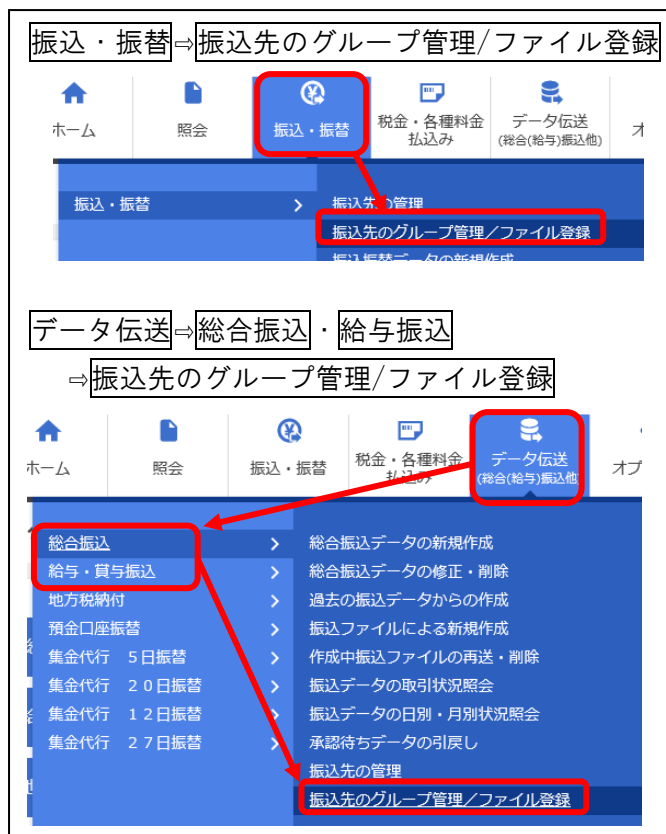 振込・振替⇨振込先のグループ管理/ファイル登録
ホーム
照会
振込・振替
税金・各種料金
払込み
データ伝送
(総合(給与)振込他)
オ
振込・振替
振込先の管理
振込先のグループ管理／ファイル登録
振込振替データの新規作成
データ伝送⇨総合振込・給与振込
⇨振込先のグループ管理/ファイル登録
ホーム
照会
振込・振替
税金・各種料金
払込み
データ伝送
(総合(給与)振込他)
オプ
総合振込
給与・賞与振込
地方税納付
預金口座振替
集金代行 ５日振替
集金代行 ２０日振替
集金代行 １２日振替
集金代行 ２７日振替
総合振込データの新規作成
総合振込データの修正・削除
過去の振込データからの作成
振込ファイルによる新規作成
作成中振込ファイルの再送・削除
振込データの取引状況照会
振込データの日別・月別状況照会
承認待ちデータの引戻し
振込先の管理
振込先のグループ管理／ファイル登録